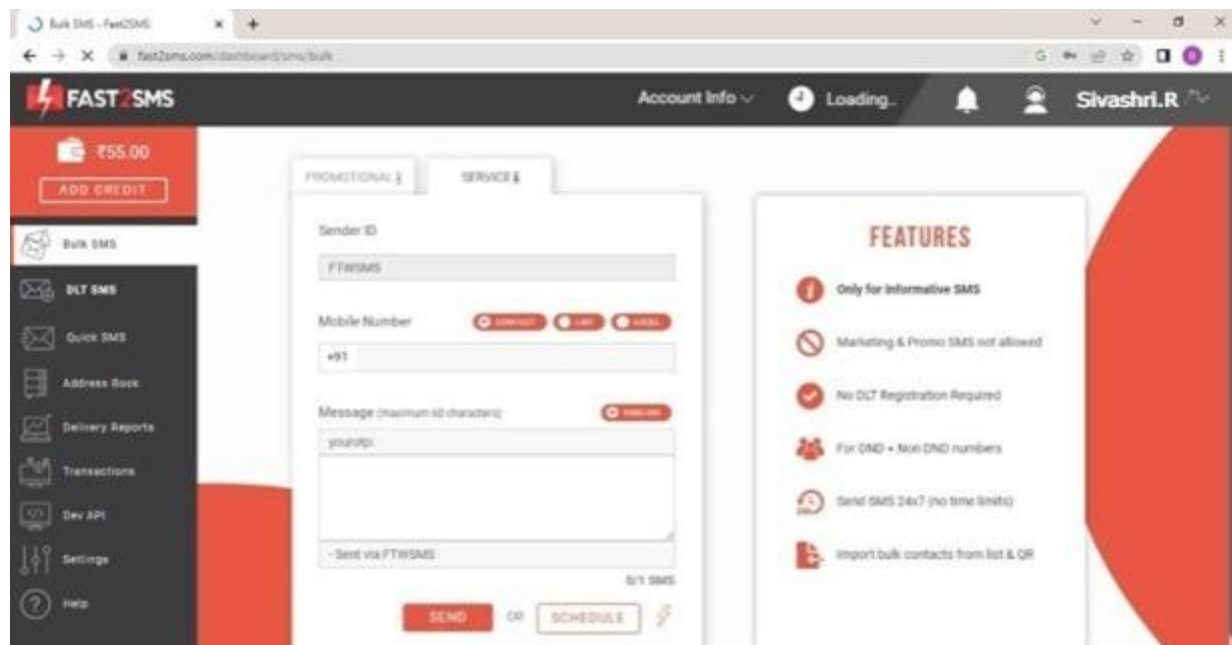 Bulk SMS - Fast2SMS
fast2sms.com/dashboard/sms/bulk
FAST2SMS
Account Info
Loading..
Sivashri.R
₹55.00
ADD CREDIT
Bulk SMS
DLT SMS
Quick SMS
Address Book
Delivery Reports
Transactions
Dev API
Settings
Help
PROMOTIONAL
SERVICE
Sender ID
FTWSMS
Mobile Number
+91
Message (maximum 60 characters)
ENGLISH
yourotp:
- Sent via FTWSMS
0/1 SMS
SEND
OR
SCHEDULE
FEATURES
Only for Informative SMS
Marketing & Promo SMS not allowed
No DLT Registration Required
For DND + Non DND numbers
Send SMS 24x7 (no time limits)
Import bulk contacts from list & QR